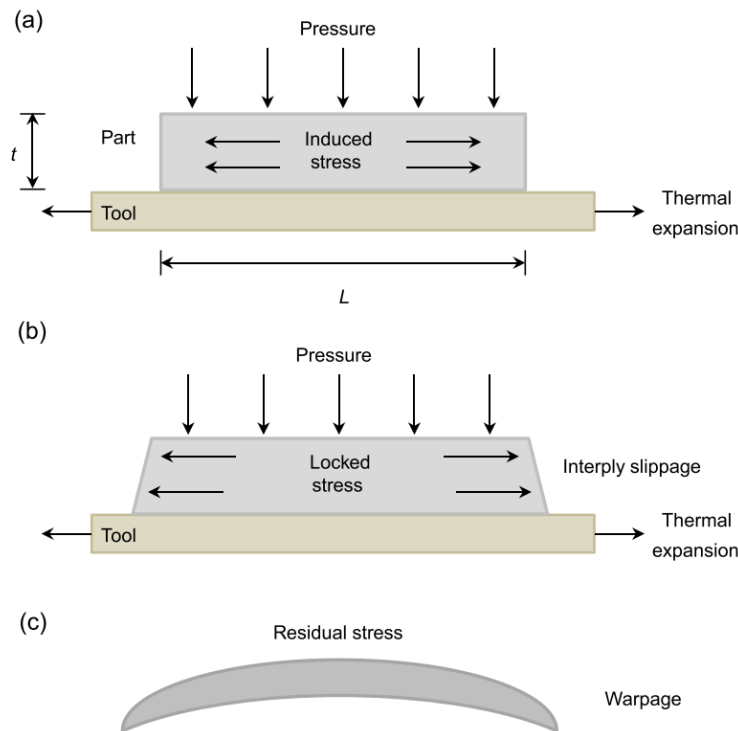 (a)
Pressure
Part
Induced
stress
t
Tool
Thermal
expansion
L
(b)
Pressure
Locked
stress
Interply slippage
Tool
Thermal
expansion
(c)
Residual stress
Warpage